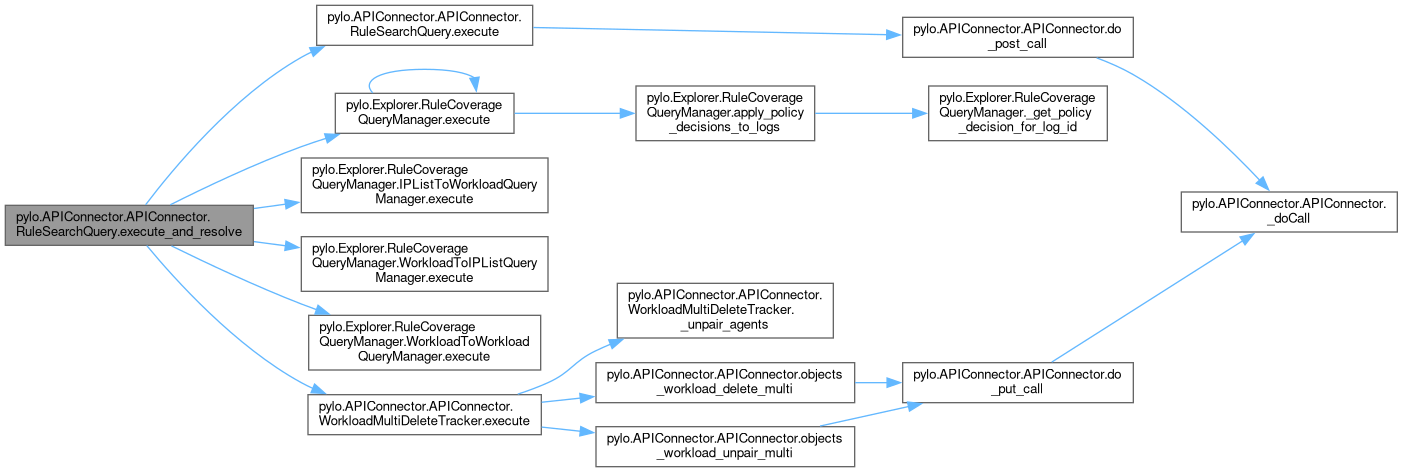 pylo.APIConnector.APIConnector.
RuleSearchQuery.execute_and_resolve
pylo.APIConnector.APIConnector.
RuleSearchQuery.execute
pylo.Explorer.RuleCoverage
QueryManager.execute
pylo.Explorer.RuleCoverage
QueryManager.IPListToWorkloadQuery
Manager.execute
pylo.Explorer.RuleCoverage
QueryManager.WorkloadToIPListQuery
Manager.execute
pylo.Explorer.RuleCoverage
QueryManager.WorkloadToWorkload
QueryManager.execute
pylo.APIConnector.APIConnector.
WorkloadMultiDeleteTracker.execute
pylo.Explorer.RuleCoverage
QueryManager.apply_policy
_decisions_to_logs
pylo.APIConnector.APIConnector.
WorkloadMultiDeleteTracker.
_unpair_agents
pylo.APIConnector.APIConnector.objects
_workload_delete_multi
pylo.APIConnector.APIConnector.objects
_workload_unpair_multi
pylo.APIConnector.APIConnector.do
_post_call
pylo.Explorer.RuleCoverage
QueryManager._get_policy
_decision_for_log_id
pylo.APIConnector.APIConnector.do
_put_call
pylo.APIConnector.APIConnector.
_doCall